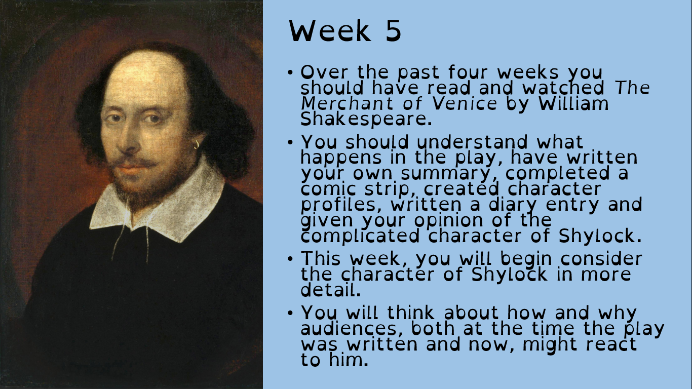 Week 5
• Over the past four weeks you
should have read and watched The
Merchant of Venice by William
Shakespeare.
• You should understand what
happens in the play, have written
your own summary, completed a
comic strip, created character
profiles, written a diary entry and
given your opinion of the
complicated character of Shylock.
• This week, you will begin consider
the character of Shylock in more
detail.
• You will think about how and why
audiences, both at the time the play
was written and now, might react
to him.